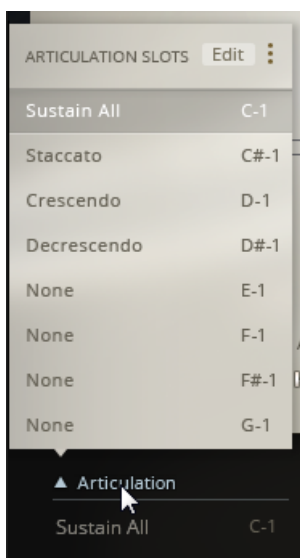 ARTICULATION SLOTS Edit
Sustain All C-1
Staccato C#-1
Crescendo D-1
Decrescendo D#-1
None E-1
None F-1
None F#-1
None G-1
Articulation
Sustain All C-1